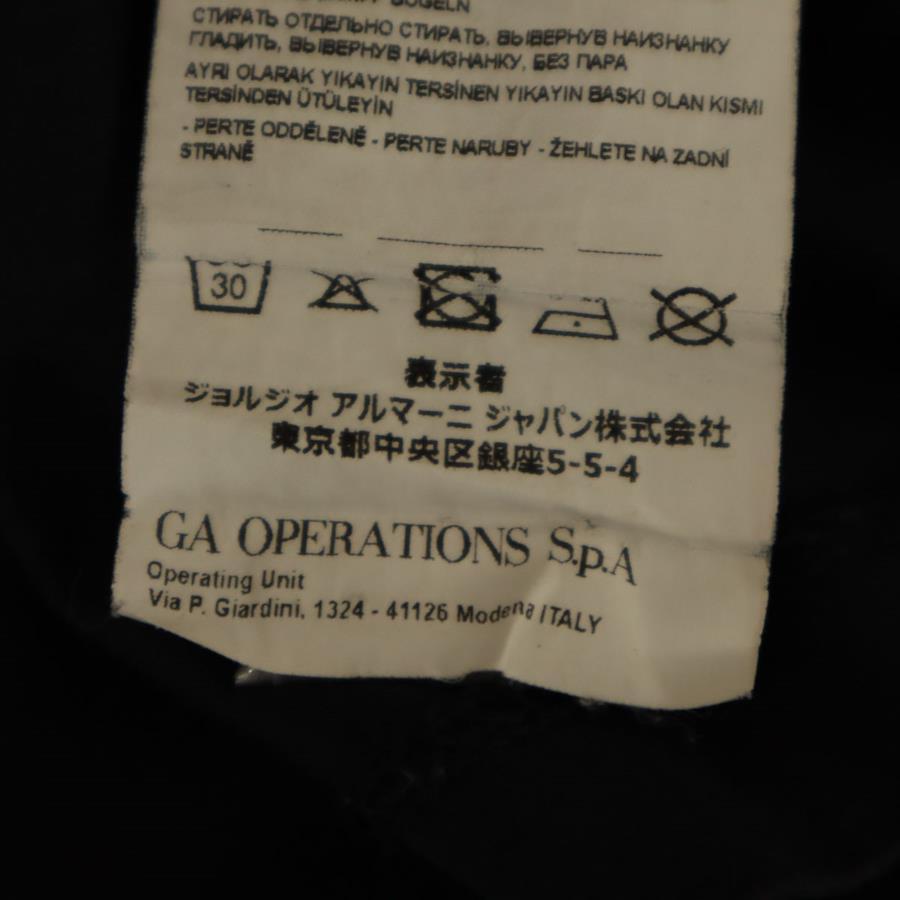 BÜGELN
СТИРАТЬ ОТДЕЛЬНО СТИРАТЬ, ВЫВЕРНУВ НАИЗНАНКУ
ГЛАДИТЬ, ВЫВЕРНУВ НАИЗНАНКУ, БЕЗ ПАРА
AYRI OLARAK YIKAYIN TERSİNEN YIKAYIN BASKI OLAN KISMI
TERSİNDEN ÜTÜLEYİN
- PERTE ODDĚLENĚ - PERTE NARUBY - ŽEHLETE NA ZADNÍ
STRANĚ
30
表示者
ジョルジオ アルマーニ ジャパン株式会社
東京都中央区銀座5-5-4
GA OPERATIONS S.p.A
Operating Unit
Via P. Giardini, 1324 - 41126 Modena ITALY